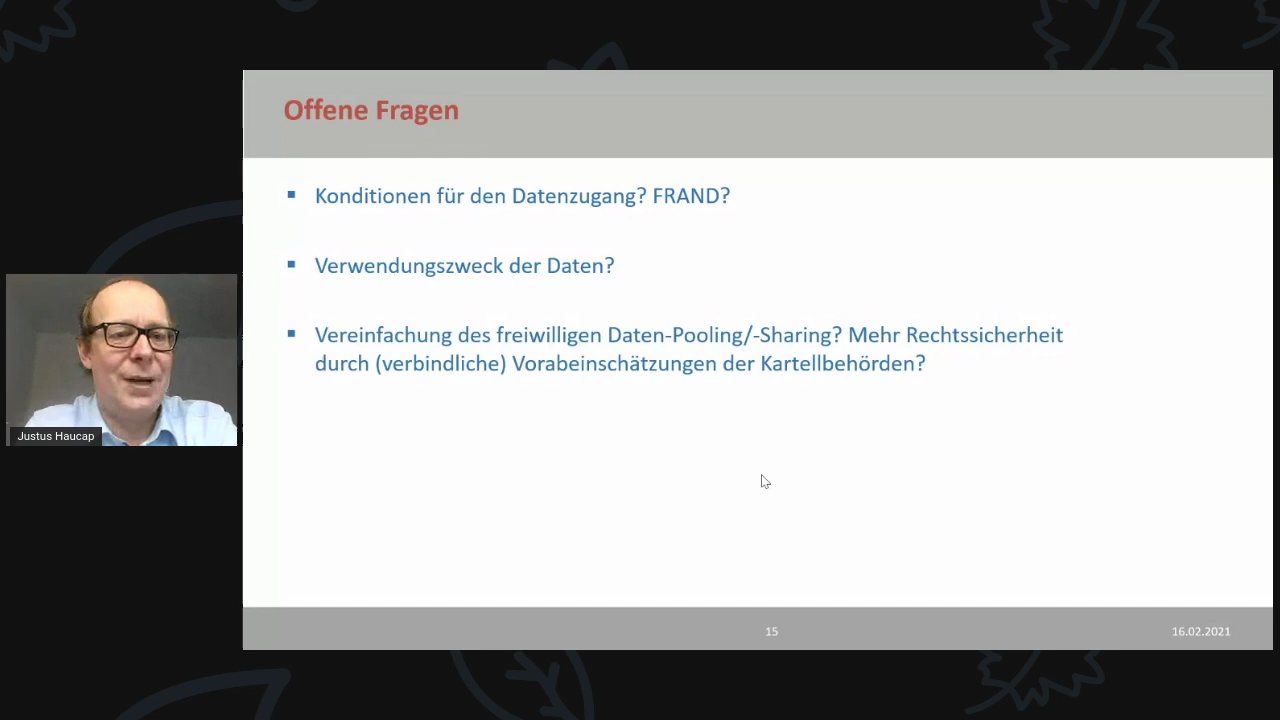 Offene Fragen
Konditionen für den Datenzugang? FRAND?
Verwendungszweck der Daten?
Vereinfachung des freiwilligen Daten-Pooling/-Sharing? Mehr Rechtssicherheit
durch (verbindliche) Vorabeinschätzungen der Kartellbehörden?
Justus Haucap
15
16.02.2021